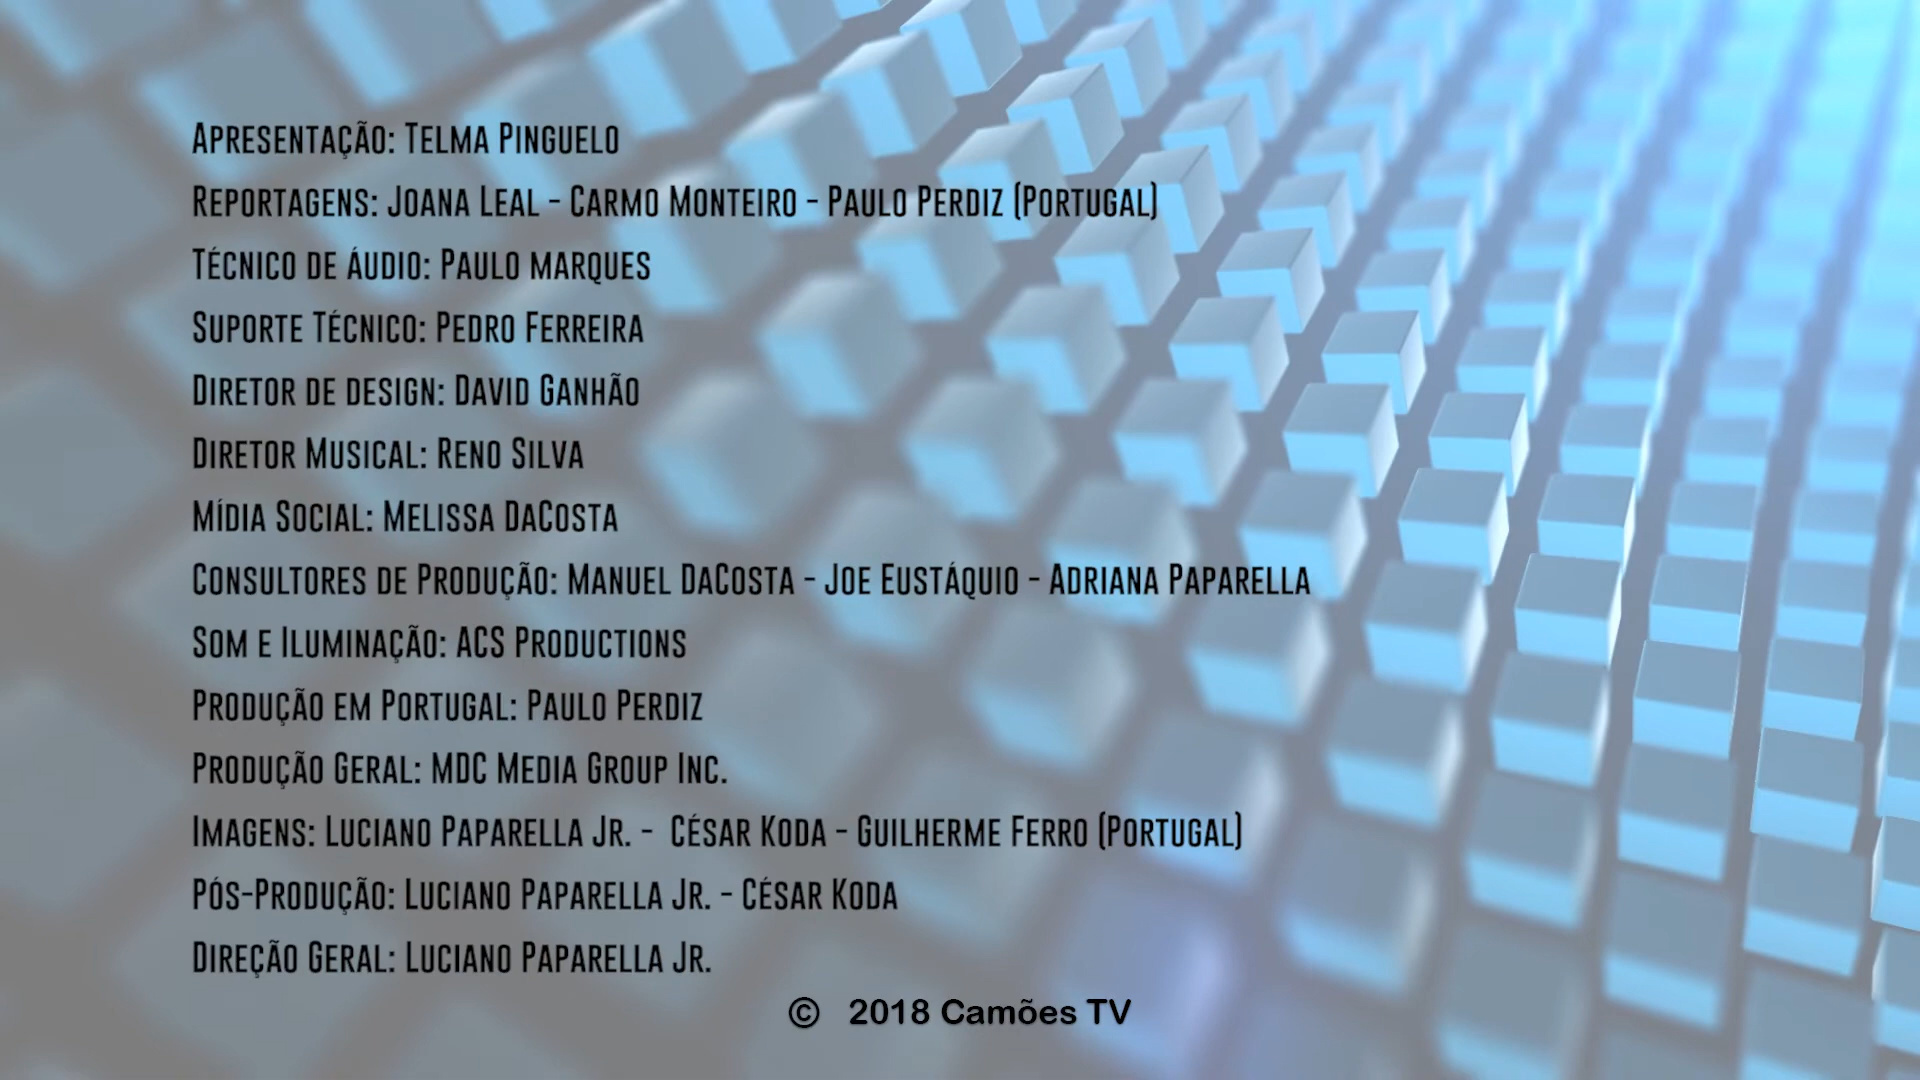 Apresentação: Telma Pinguelo
Reportagens: Joana Leal - Carmo Monteiro - Paulo Perdiz (Portugal)
Técnico de áudio: Paulo marques
Suporte Técnico: Pedro Ferreira
Diretor de design: David Ganhão
Diretor Musical: Reno Silva
Mídia Social: Melissa DaCosta
Consultores de Produção: Manuel DaCosta - Joe Eustáquio - Adriana Paparella
Som e Iluminação: ACS Productions
Produção em Portugal: Paulo Perdiz
Produção Geral: MDC Media Group Inc.
Imagens: Luciano Paparella Jr. - César Koda - Guilherme Ferro (Portugal)
Pós-Produção: Luciano Paparella Jr. - César Koda
Direção Geral: Luciano Paparella Jr.
© 2018 Camões TV